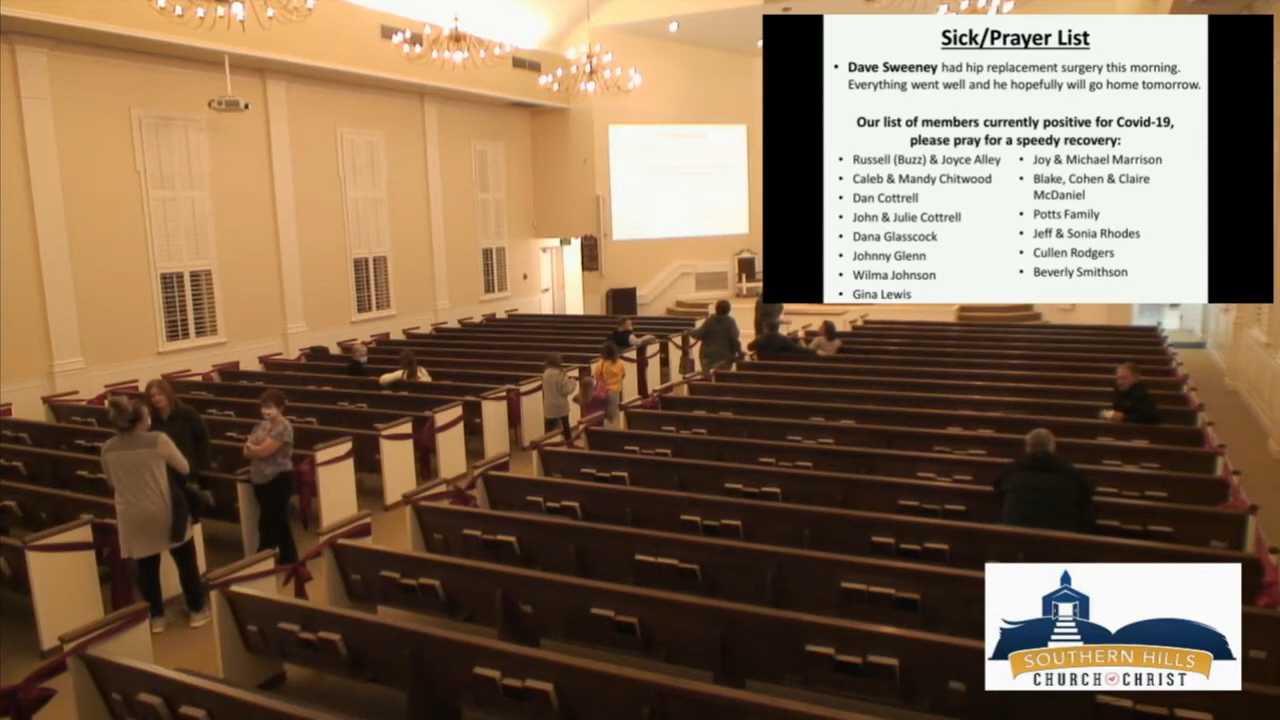 Sick/Prayer List
• Dave Sweeney had hip replacement surgery this morning.
Everything went well and he hopefully will go home tomorrow.
Our list of members currently positive for Covid-19,
please pray for a speedy recovery:
• Russell (Buzz) & Joyce Alley
• Caleb & Mandy Chitwood
• Dan Cottrell
• John & Julie Cottrell
• Dana Glasscock
• Johnny Glenn
• Wilma Johnson
• Gina Lewis
• Joy & Michael Marrison
• Blake, Cohen & Claire
McDaniel
• Potts Family
• Jeff & Sonia Rhodes
• Cullen Rodgers
• Beverly Smithson
SOUTHERN HILLS
CHURCH OF CHRIST